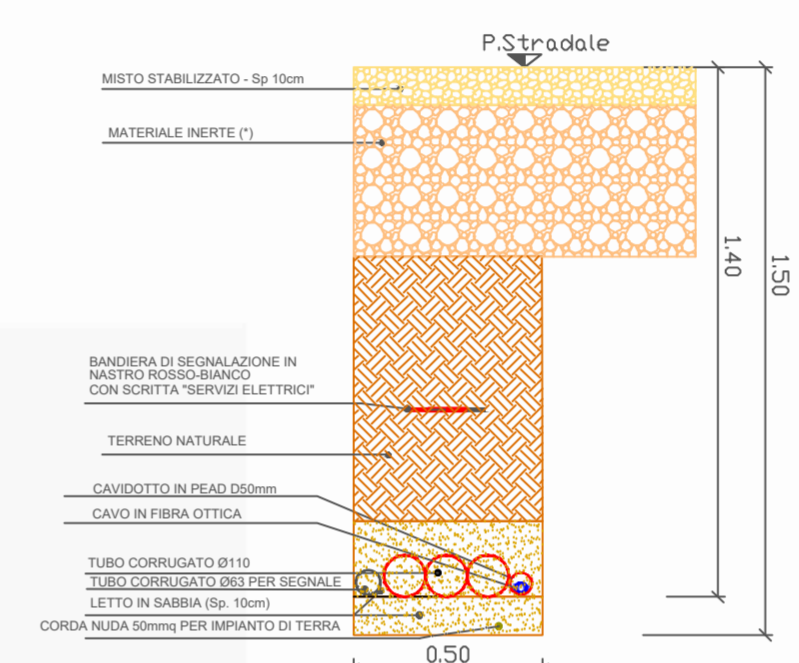 P.Stradale
MISTO STABILIZZATO - Sp 10cm
MATERIALE INERTE (*)
1.40
1.50
BANDIERA DI SEGNALAZIONE IN
NASTRO ROSSO-BIANCO
CON SCRITTA "SERVIZI ELETTRICI"
TERRENO NATURALE
CAVIDOTTO IN PEAD D50mm
CAVO IN FIBRA OTTICA
TUBO CORRUGATO Ø110
TUBO CORRUGATO Ø63 PER SEGNALE
LETTO IN SABBIA (Sp. 10cm)
CORDA NUDA 50mmq PER IMPIANTO DI TERRA
0.50